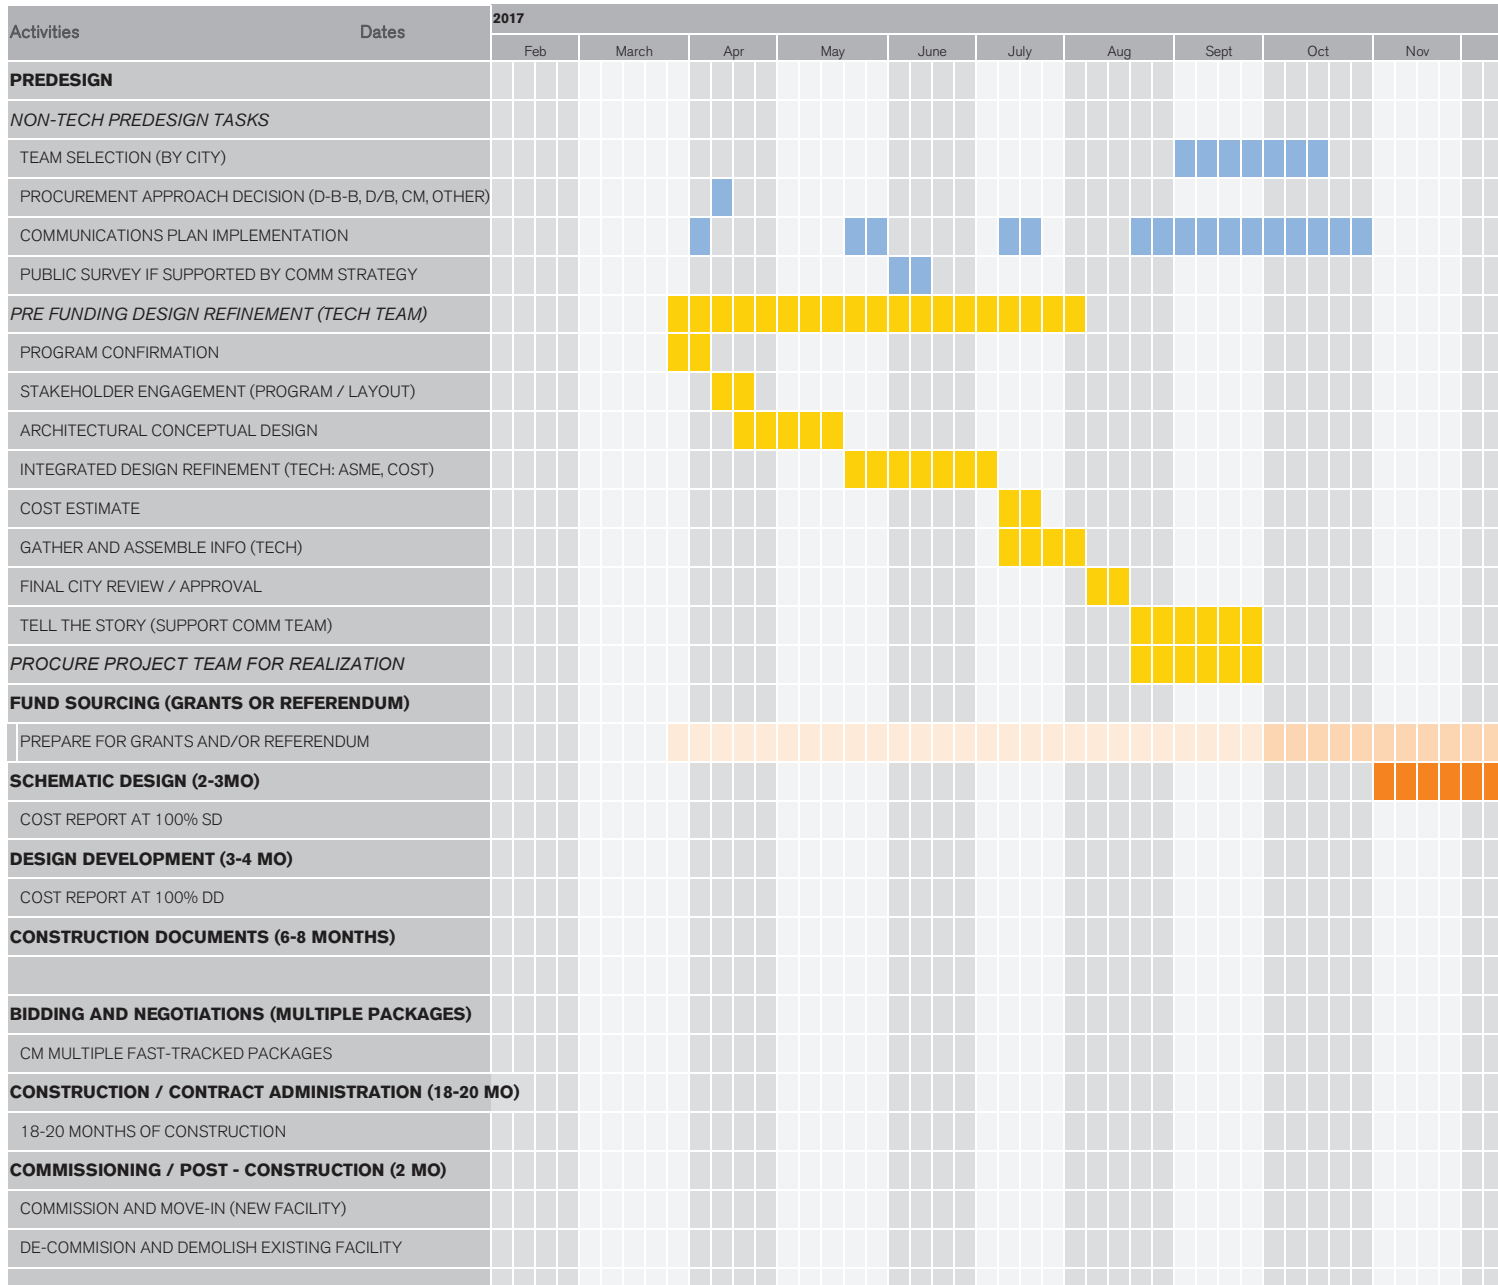 2017
Activities Dates
Feb March Apr May June July Aug Sept Oct Nov
PREDESIGN
NON-TECH PREDESIGN TASKS
TEAM SELECTION (BY CITY)
PROCUREMENT APPROACH DECISION (D-B-B, D/B, CM, OTHER)
COMMUNICATIONS PLAN IMPLEMENTATION
PUBLIC SURVEY IF SUPPORTED BY COMM STRATEGY
PRE FUNDING DESIGN REFINEMENT (TECH TEAM)
PROGRAM CONFIRMATION
STAKEHOLDER ENGAGEMENT (PROGRAM / LAYOUT)
ARCHITECTURAL CONCEPTUAL DESIGN
INTEGRATED DESIGN REFINEMENT (TECH: ASME, COST)
COST ESTIMATE
GATHER AND ASSEMBLE INFO (TECH)
FINAL CITY REVIEW / APPROVAL
TELL THE STORY (SUPPORT COMM TEAM)
PROCURE PROJECT TEAM FOR REALIZATION
FUND SOURCING (GRANTS OR REFERENDUM)
PREPARE FOR GRANTS AND/OR REFERENDUM
SCHEMATIC DESIGN (2-3MO)
COST REPORT AT 100% SD
DESIGN DEVELOPMENT (3-4 MO)
COST REPORT AT 100% DD
CONSTRUCTION DOCUMENTS (6-8 MONTHS)
BIDDING AND NEGOTIATIONS (MULTIPLE PACKAGES)
CM MULTIPLE FAST-TRACKED PACKAGES
CONSTRUCTION / CONTRACT ADMINISTRATION (18-20 MO)
18-20 MONTHS OF CONSTRUCTION
COMMISSIONING / POST - CONSTRUCTION (2 MO)
COMMISSION AND MOVE-IN (NEW FACILITY)
DE-COMMISION AND DEMOLISH EXISTING FACILITY